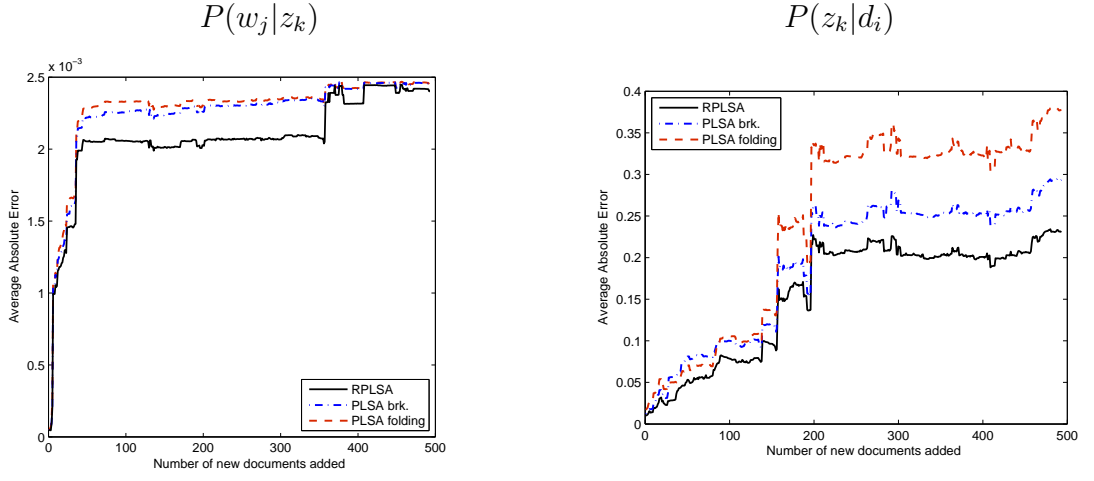 P(w_j|z_k)
x 10^−3
2.5
2
1.5
1
0.5
0
Average Absolute Error
0 100 200 300 400 500
Number of new documents added
RPLSA
PLSA brk.
PLSA folding
P(z_k|d_i)
0.4
0.35
0.3
0.25
0.2
0.15
0.1
0.05
0
Average Absolute Error
0 100 200 300 400 500
Number of new documents added
RPLSA
PLSA brk.
PLSA folding